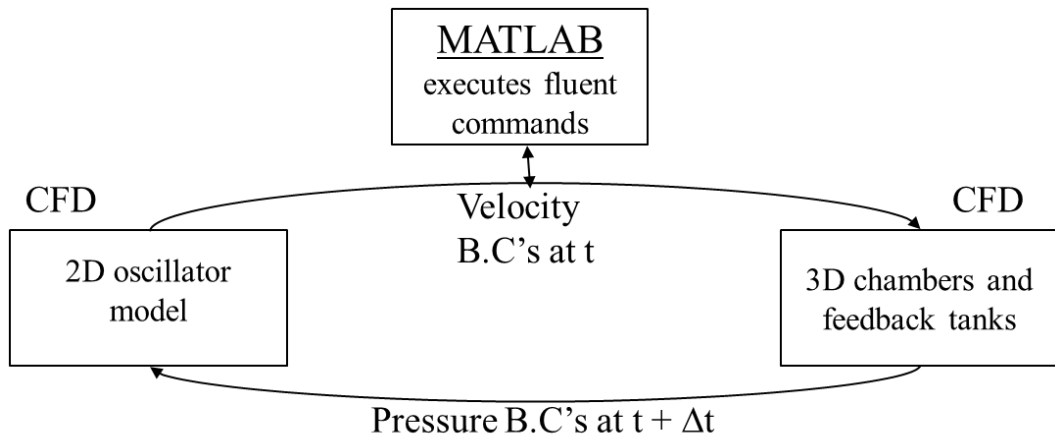 MATLAB
executes fluent
commands
CFD
CFD
Velocity
B.C’s at t
2D oscillator
model
3D chambers and
feedback tanks
Pressure B.C’s at t + Δt